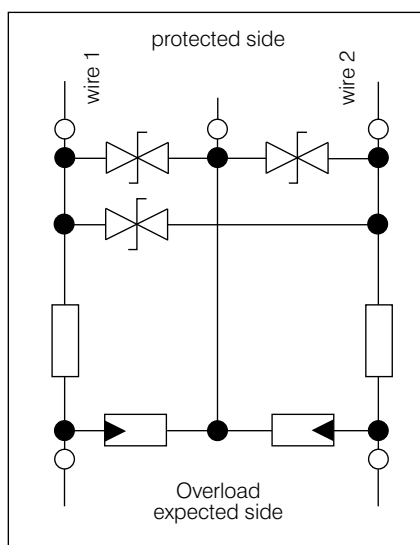 protected side
wire 1
wire 2
Overload
expected side